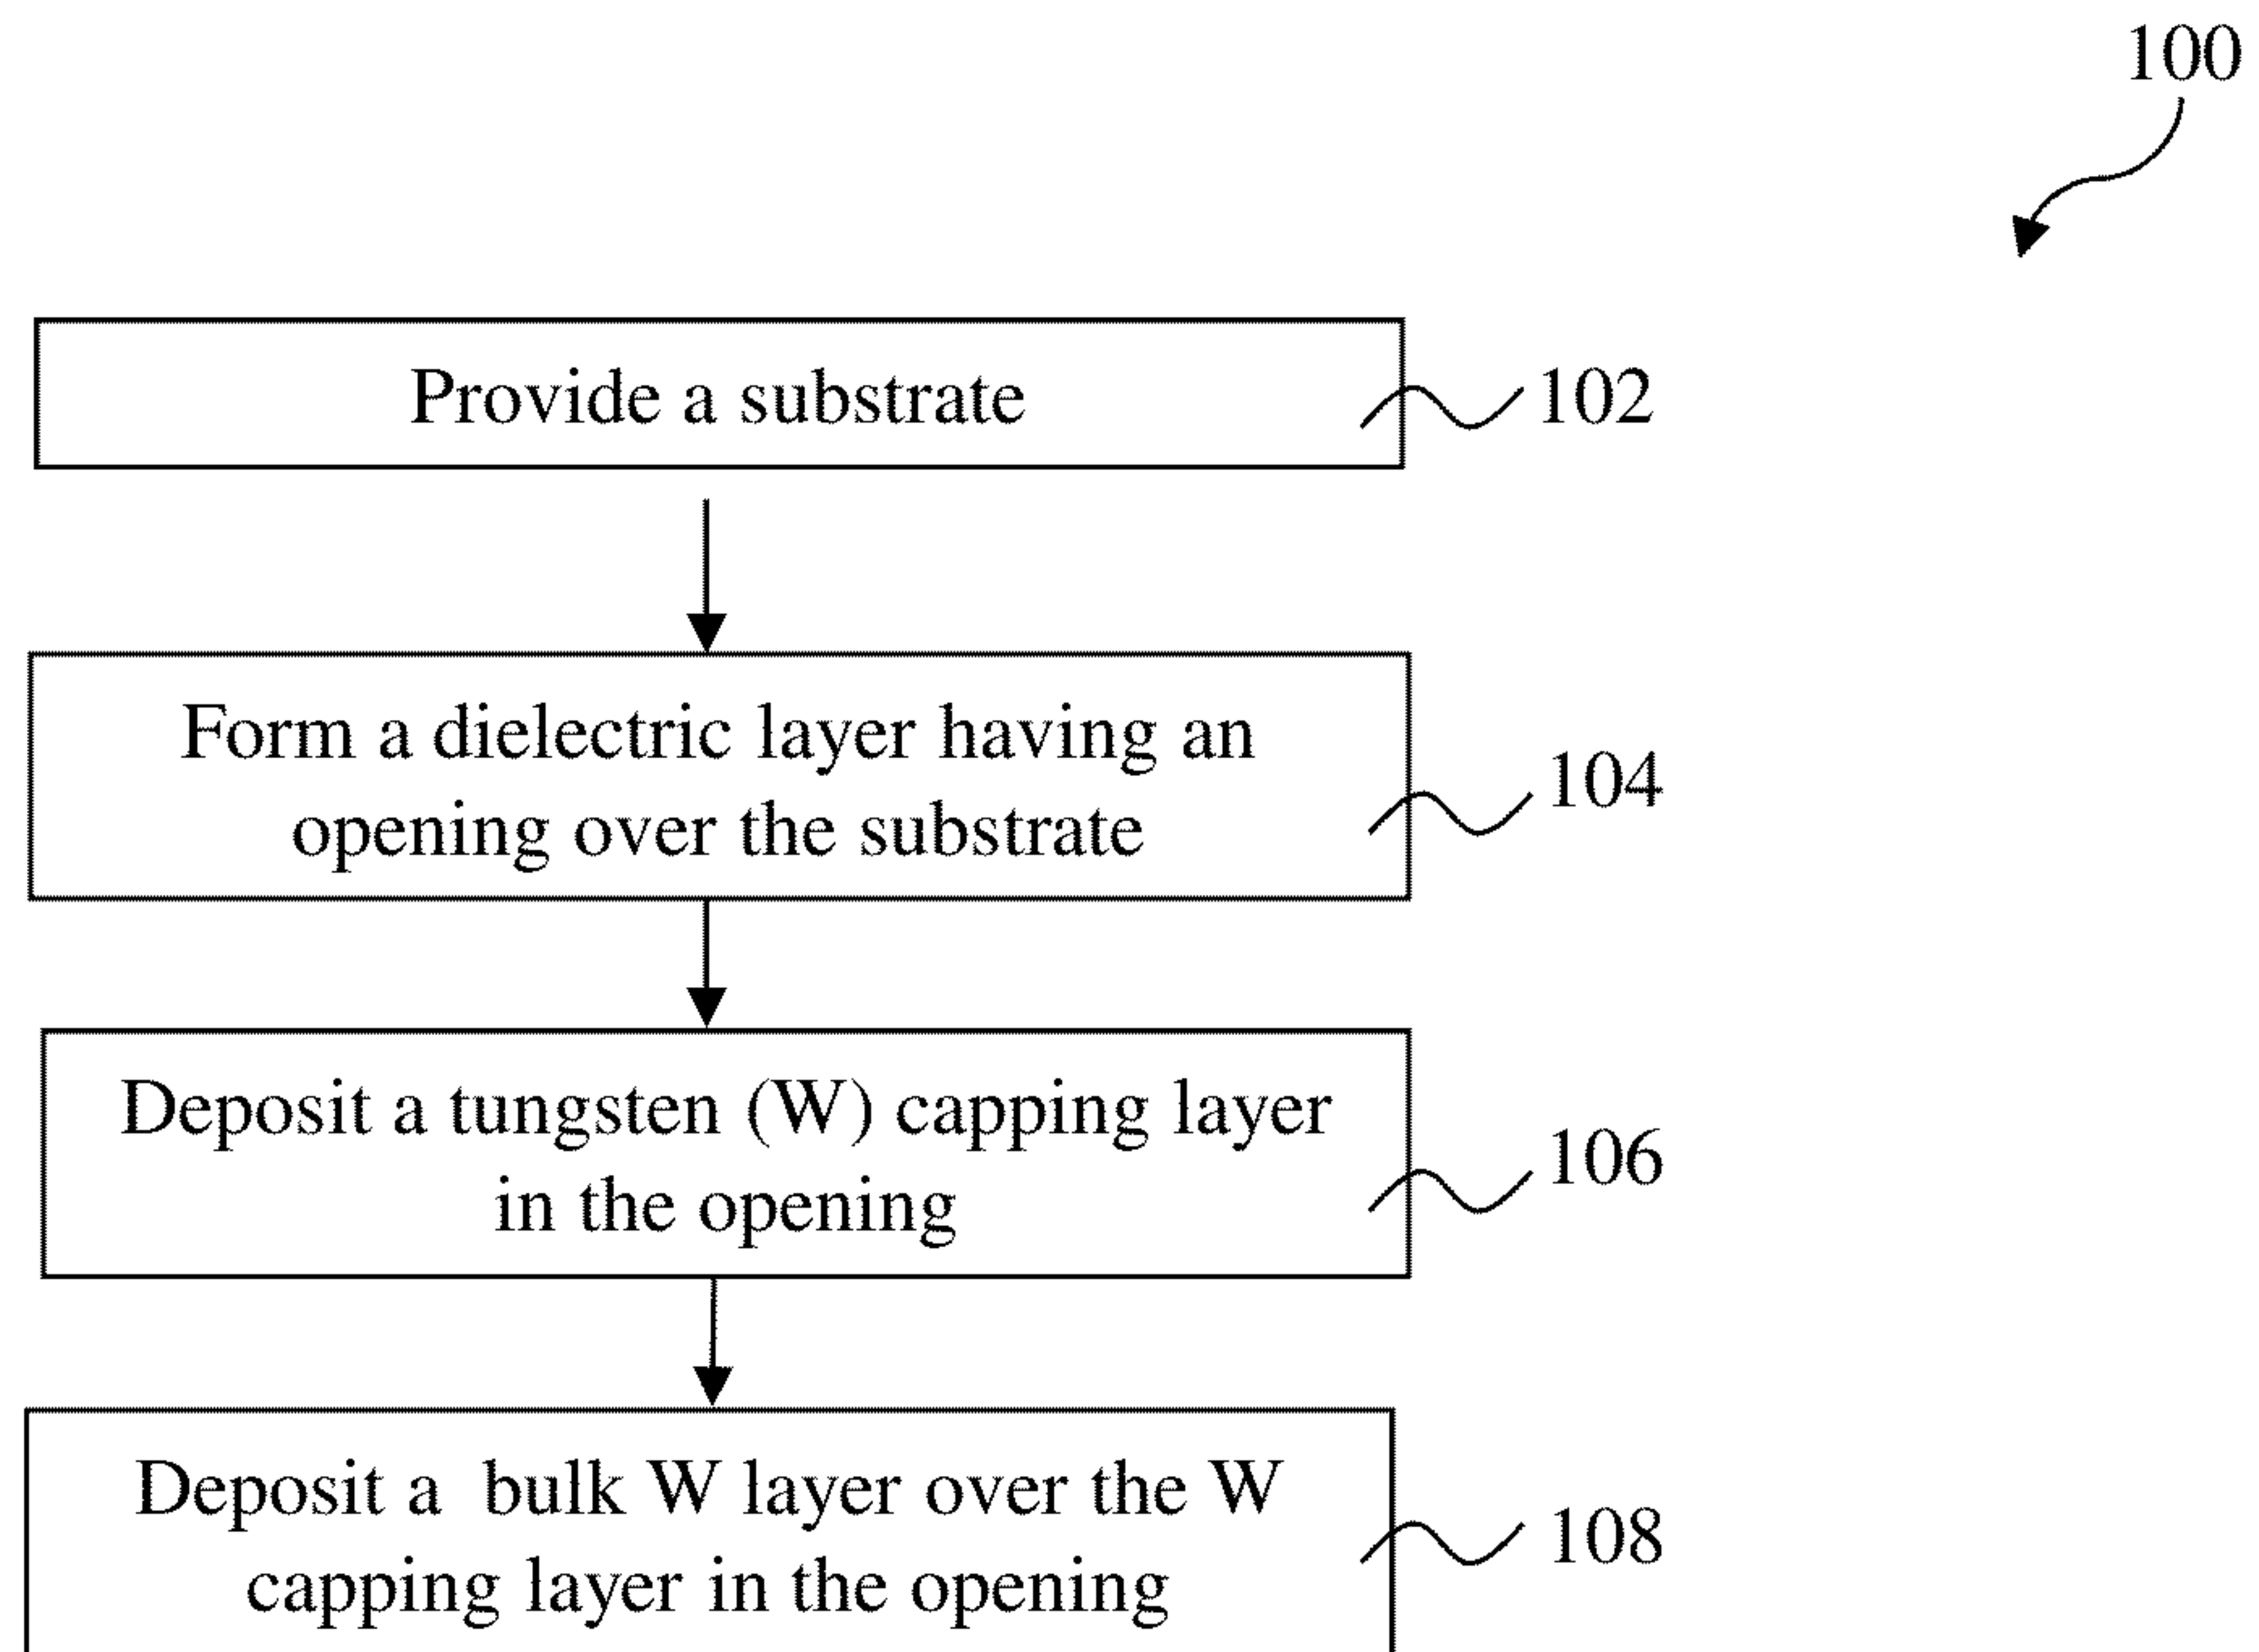 100
Provide a substrate
102
Form a dielectric layer having an
opening over the substrate
104
Deposit a tungsten (W) capping layer
in the opening
106
Deposit a bulk W layer over the W
capping layer in the opening
108